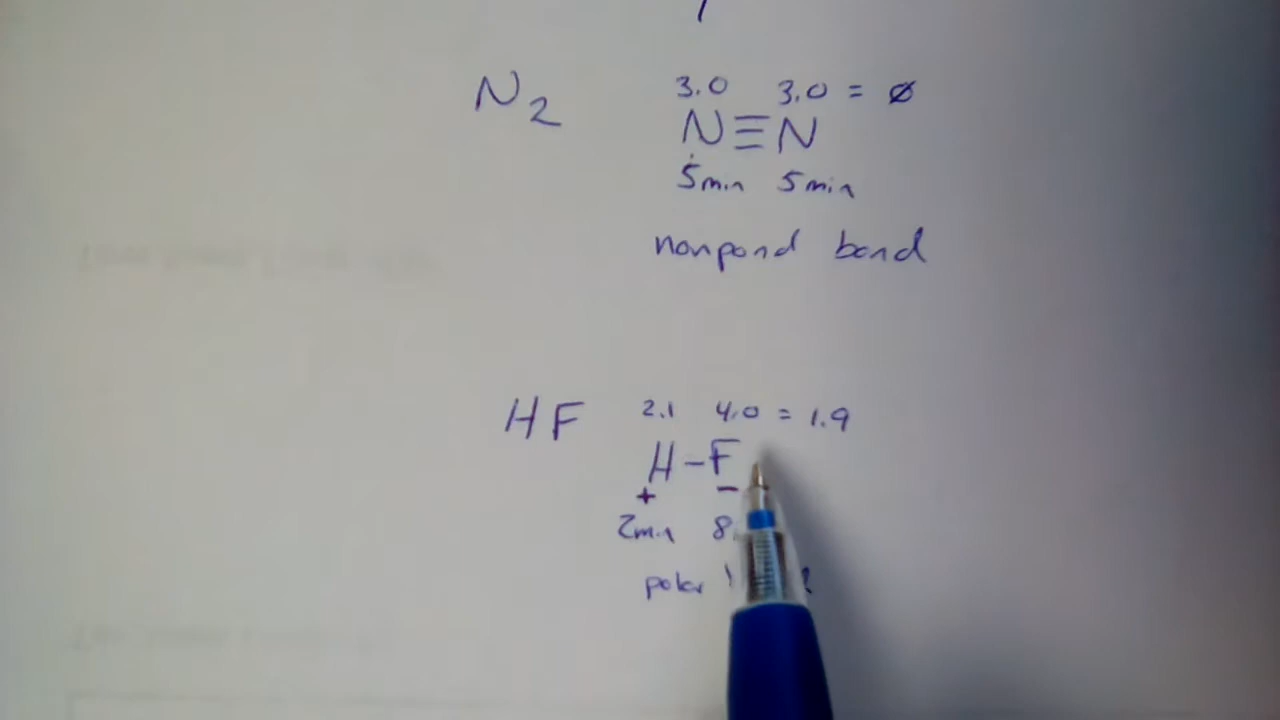 N2
3.0 3.0 = ∅
N≡N
5min 5min
nonpond bond
HF
2.1 4.0 = 1.9
H-F
+ -
2min 8
polar